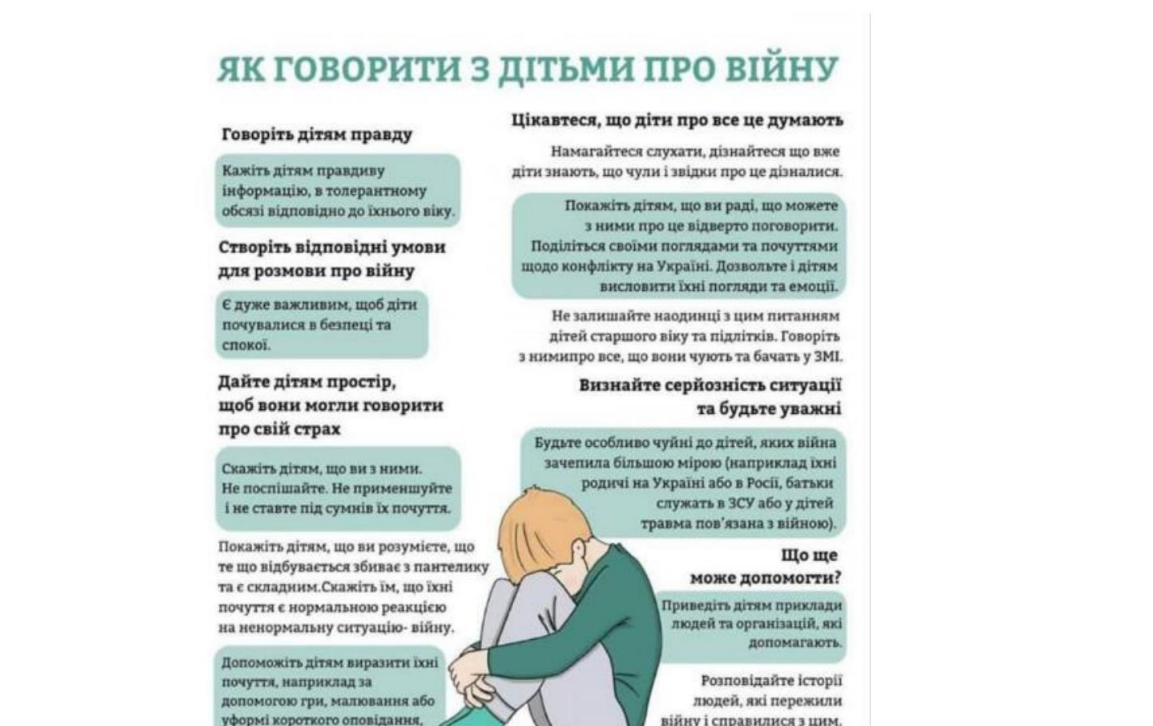 ЯК ГОВОРИТИ З ДІТЬМИ ПРО ВІЙНУ
Говоріть дітям правду
Кажіть дітям правдиву
інформацію, в толерантному
обсязі відповідно до їхнього віку.
Створіть відповідні умови
для розмови про війну
Є дуже важливим, щоб діти
почувалися в безпеці та
спокої.
Дайте дітям простір,
щоб вони могли говорити
про свій страх
Скажіть дітям, що ви з ними.
Не поспішайте. Не применшуйте
і не ставте під сумнів їх почуття.
Покажіть дітям, що ви розумієте, що
те що відбувається збиває з пантелику
та є складним.Скажіть їм, що їхні
почуття є нормальною реакцією
на ненормальну ситуацію- війну.
Допоможіть дітям виразити їхні
почуття, наприклад за
допомогою гри, малювання або
уформі короткого оповідання,
Цікавтеся, що діти про все це думають
Намагайтеся слухати, дізнайтеся що вже
діти знають, що чули і звідки про це дізналися.
Покажіть дітям, що ви раді, що можете
з ними про це відверто поговорити.
Поділіться своїми поглядами та почуттями
щодо конфлікту на Україні. Дозвольте і дітям
висловити їхні погляди та емоції.
Не залишайте наодинці з цим питанням
дітей старшого віку та підлітків. Говоріть
з нимипро все, що вони чують та бачать у ЗМІ.
Визнайте серйозність ситуації
та будьте уважні
Будьте особливо чуйні до дітей, яких війна
зачепила більшою мірою (наприклад їхні
родичі на Україні або в Росії, батьки
служать в ЗСУ або у дітей
травма пов’язана з війною).
Що ще
може допомогти?
Приведіть дітям приклади
людей та організацій, які
допомагають.
Розповідайте історії
людей, які пережили
війну і справилися з цим.